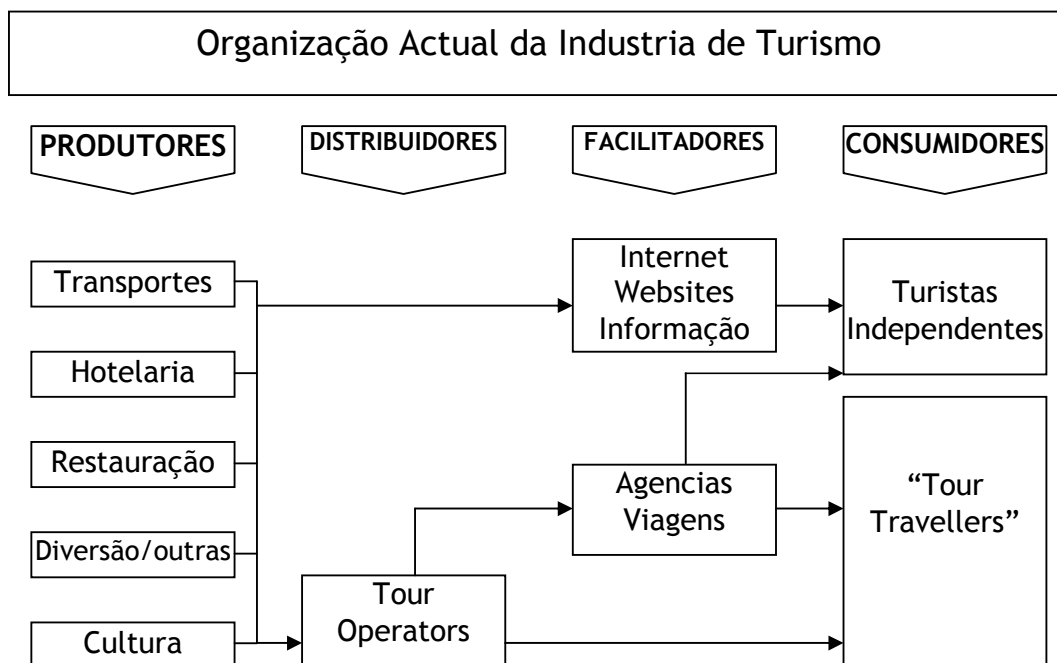 Organização Actual da Industria de Turismo
PRODUTORES
DISTRIBUIDORES
FACILITADORES
CONSUMIDORES
Transportes
Hotelaria
Restauração
Diversão/outras
Cultura
Tour
Operators
Internet
Websites
Informação
Agencias
Viagens
Turistas
Independentes
“Tour
Travellers”